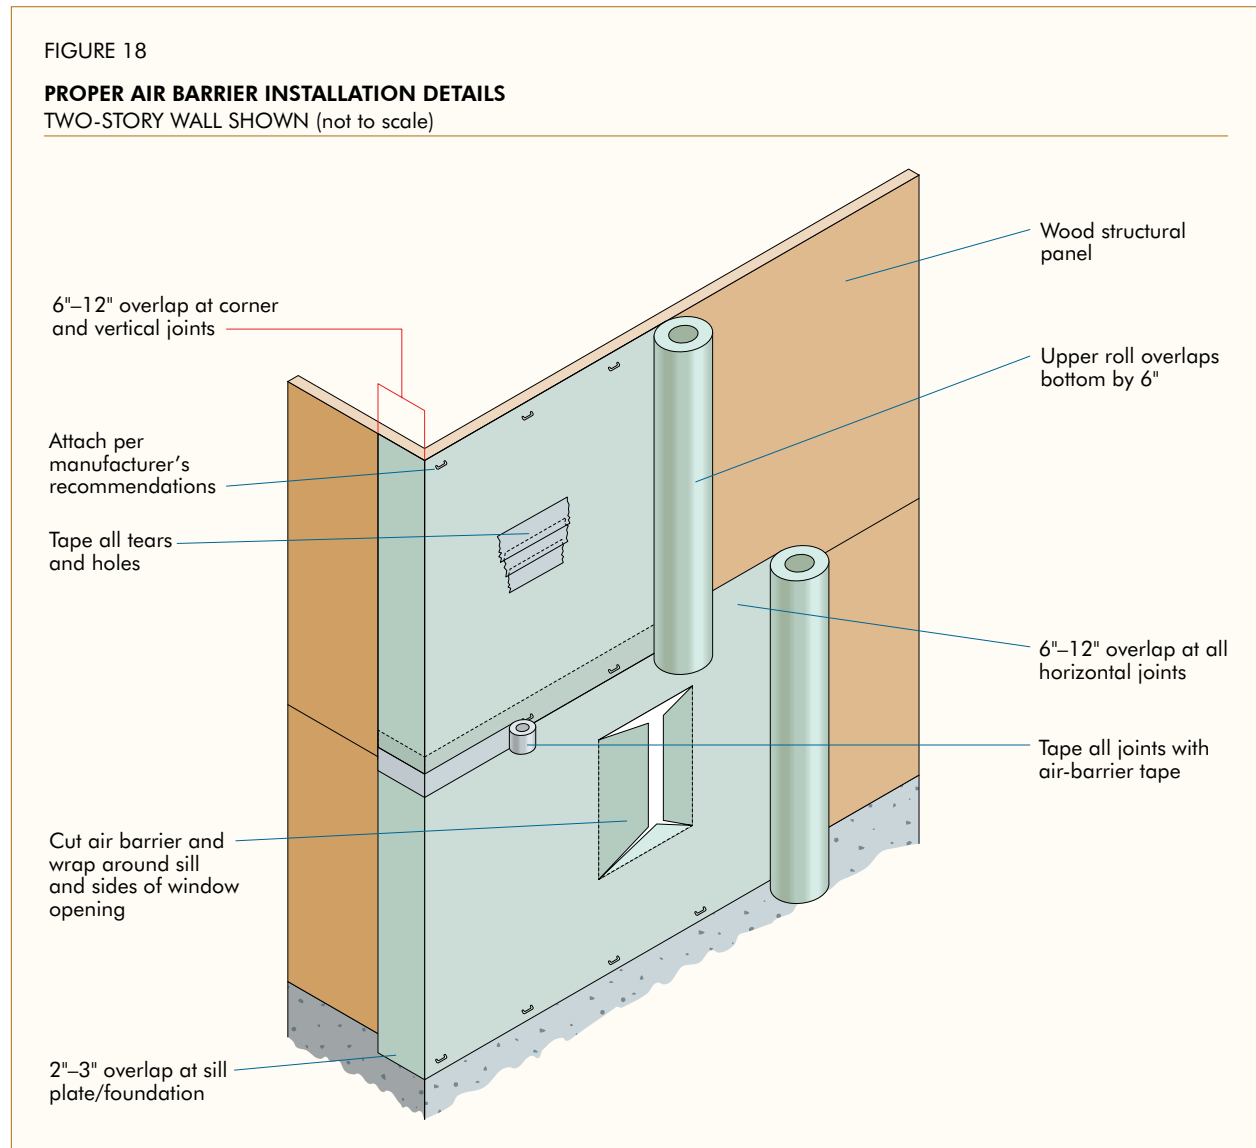 FIGURE 18
PROPER AIR BARRIER INSTALLATION DETAILS
TWO-STORY WALL SHOWN (not to scale)
6"–12" overlap at corner
and vertical joints
Attach per
manufacturer’s
recommendations
Tape all tears
and holes
Cut air barrier and
wrap around sill
and sides of window
opening
2"–3" overlap at sill
plate/foundation
Wood structural
panel
Upper roll overlaps
bottom by 6"
6"–12" overlap at all
horizontal joints
Tape all joints with
air-barrier tape